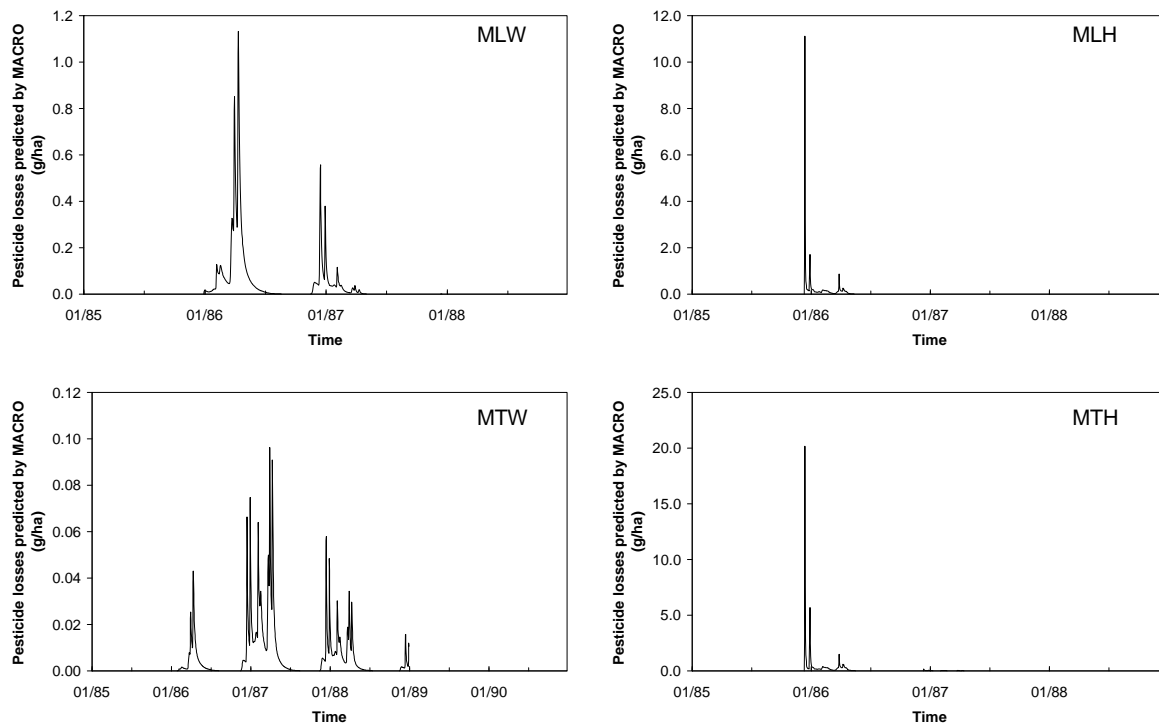 MLW
Pesticide losses predicted by MACRO
(g/ha)
1.2
1.0
0.8
0.6
0.4
0.2
0.0
01/85 01/86 01/87 01/88
Time
MLH
Pesticide losses predicted by MACRO
(g/ha)
12.0
10.0
8.0
6.0
4.0
2.0
0.0
01/85 01/86 01/87 01/88
Time
MTW
Pesticide losses predicted by MACRO
(g/ha)
0.12
0.10
0.08
0.06
0.04
0.02
0.00
01/85 01/86 01/87 01/88 01/89 01/90
Time
MTH
Pesticide losses predicted by MACRO
(g/ha)
25.0
20.0
15.0
10.0
5.0
0.0
01/85 01/86 01/87 01/88
Time